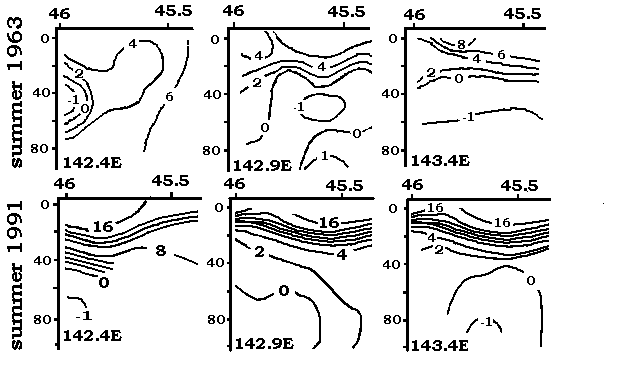 46 45.5 46 45.5 46 45.5
summer 1963
0 40 80
4 2 -1 0 6
142.4E
0 40 80
4 4 2 -1 0 0 -1
142.9E
0 40 80
8 6 4 2 0 -1
143.4E
46 45.5 46 45.5 46 45.5
summer 1991
0 40 80
16 8 0 -1
142.4E
0 40 80
16 4 2 0
142.9E
0 40 80
16 16 4 2 0 -1
143.4E